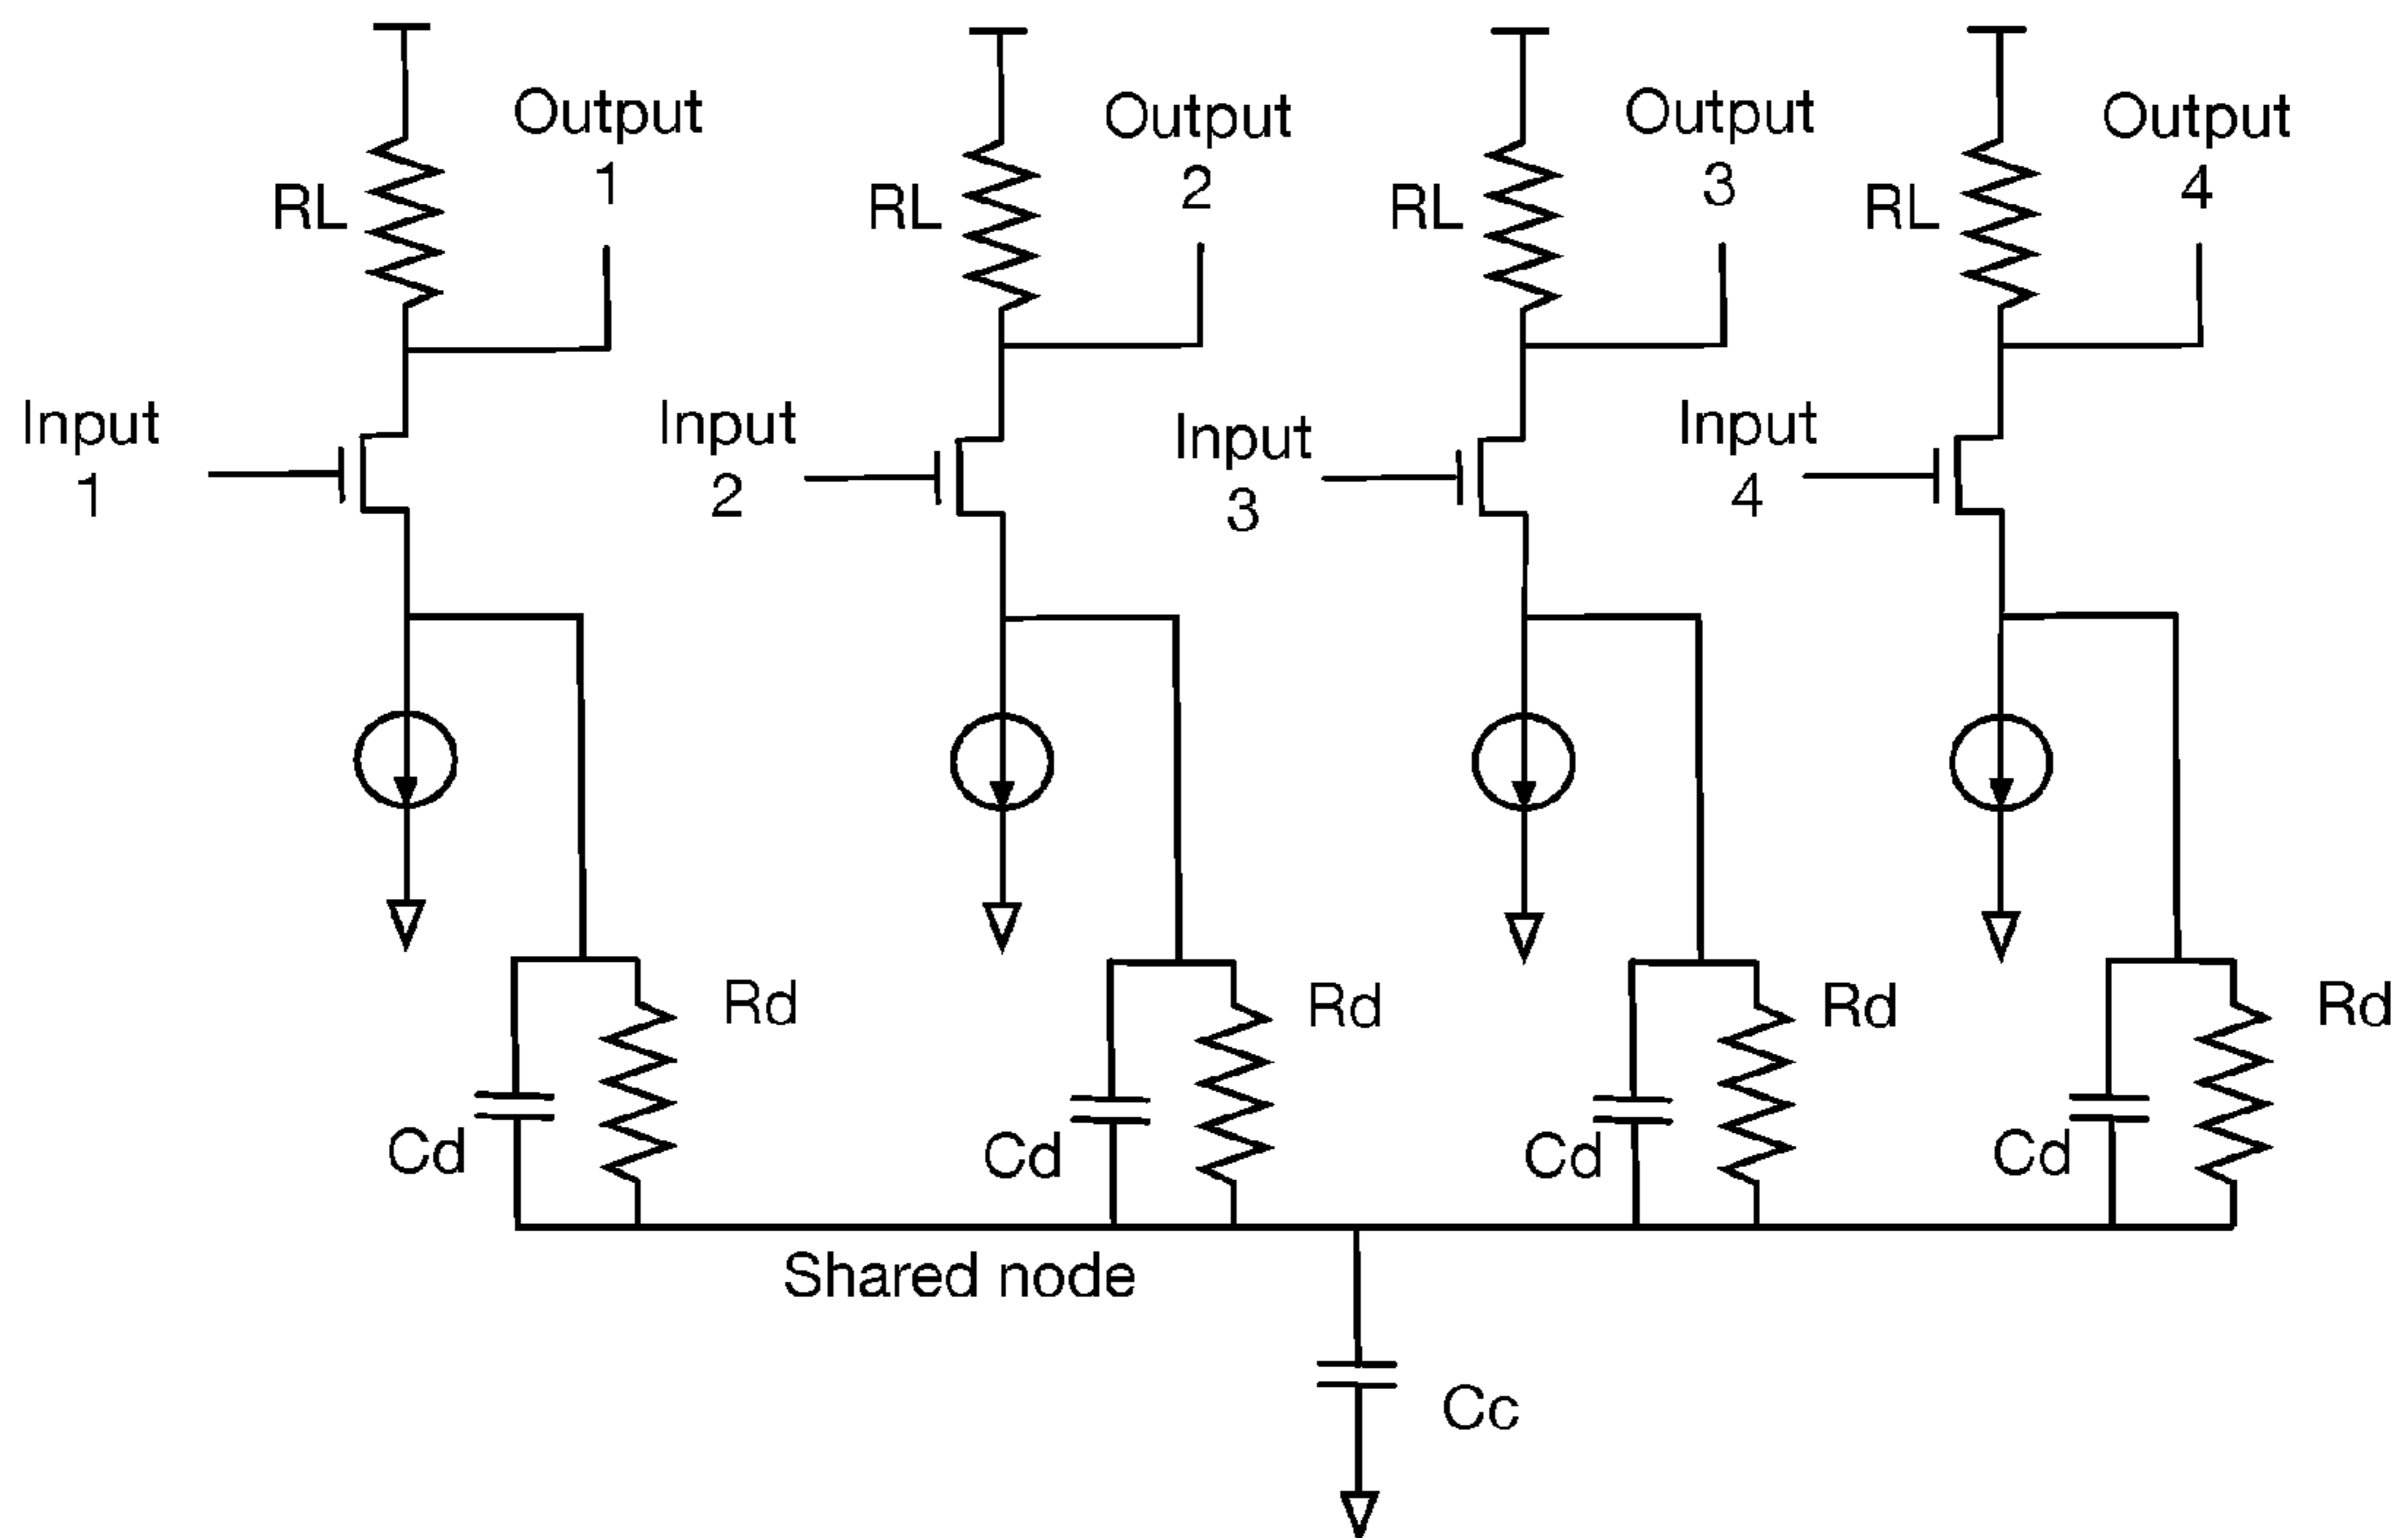 Output
1
Output
2
Output
3
Output
4
RL
RL
RL
RL
Input
1
Input
2
Input
3
Input
4
Rd
Rd
Rd
Rd
Cd
Cd
Cd
Cd
Shared node
Cc